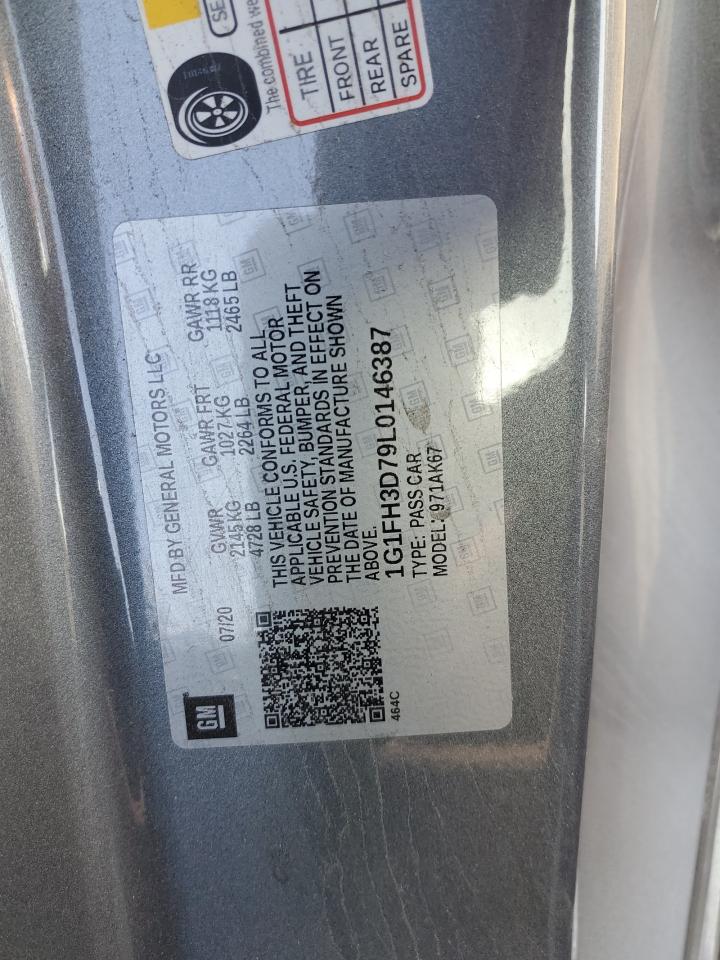 SE
The combined we
TIRE
FRONT
REAR
SPARE
GM
MFD BY GENERAL MOTORS LLC
07/20
GVWR GAWR FRT GAWR RR
2145 KG 1027 KG 1118 KG
4728 LB 2264 LB 2465 LB
THIS VEHICLE CONFORMS TO ALL
APPLICABLE U.S. FEDERAL MOTOR
VEHICLE SAFETY, BUMPER, AND THEFT
PREVENTION STANDARDS IN EFFECT ON
THE DATE OF MANUFACTURE SHOWN
ABOVE.
1G1FH3D79L0146387
TYPE: PASS CAR
MODEL: 971AK67
464C